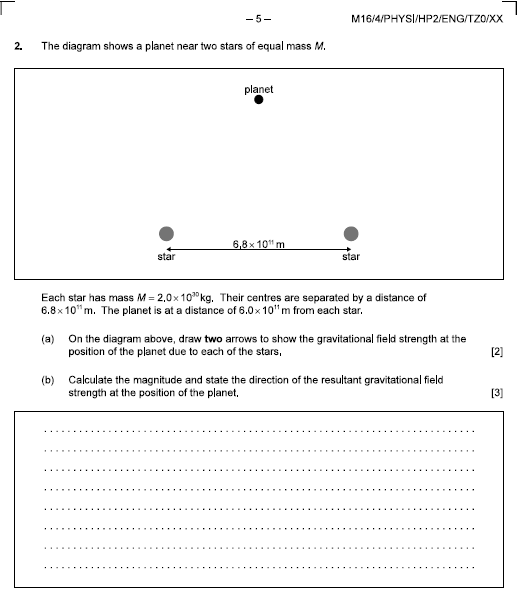 – 5 –
M16/4/PHYSI/HP2/ENG/TZ0/XX
2. The diagram shows a planet near two stars of equal mass M.
planet
6.8 × 10¹¹ m
star
star
Each star has mass M = 2.0 × 10³⁰ kg. Their centres are separated by a distance of
6.8 × 10¹¹ m. The planet is at a distance of 6.0 × 10¹¹ m from each star.
(a) On the diagram above, draw two arrows to show the gravitational field strength at the
position of the planet due to each of the stars. [2]
(b) Calculate the magnitude and state the direction of the resultant gravitational field
strength at the position of the planet. [3]